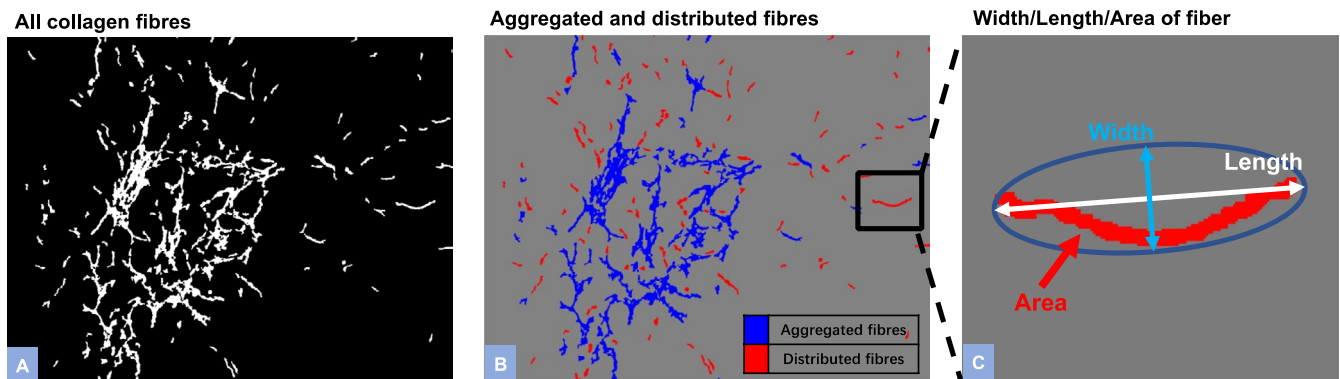 All collagen fibres
Aggregated and distributed fibres
Width/Length/Area of fiber
A
B
Aggregated fibres
Distributed fibres
Width
Length
Area
C